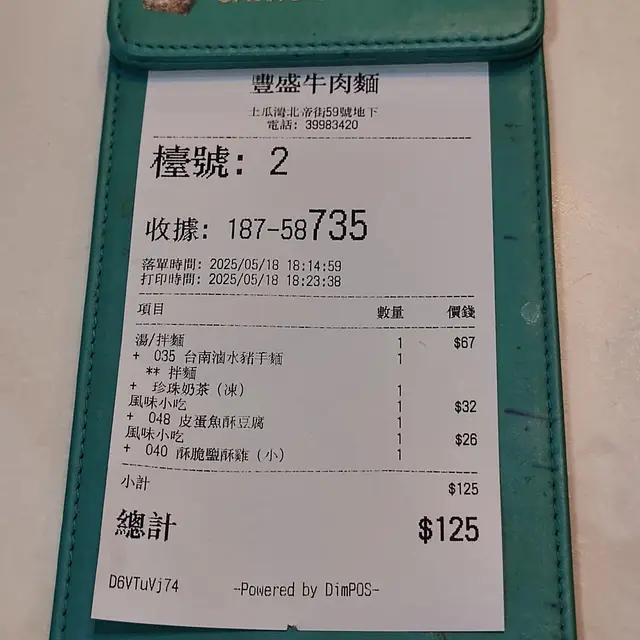 豐盛牛肉麵
土瓜灣北帝街59號地下
電話: 39983420
檯號: 2
收據: 187-58735
落單時間: 2025/05/18 18:14:59
打印時間: 2025/05/18 18:23:38
項目 數量 價錢
湯/拌麵 1 $67
+ 035 台南滷水豬手麵 1
** 拌麵
+ 珍珠奶茶（凍） 1
風味小吃 1 $32
+ 048 皮蛋魚酥豆腐 1
風味小吃 1 $26
+ 040 酥脆鹽酥雞（小） 1
小計 $125
總計 $125
D6VTuVj74 -Powered by DimPOS-